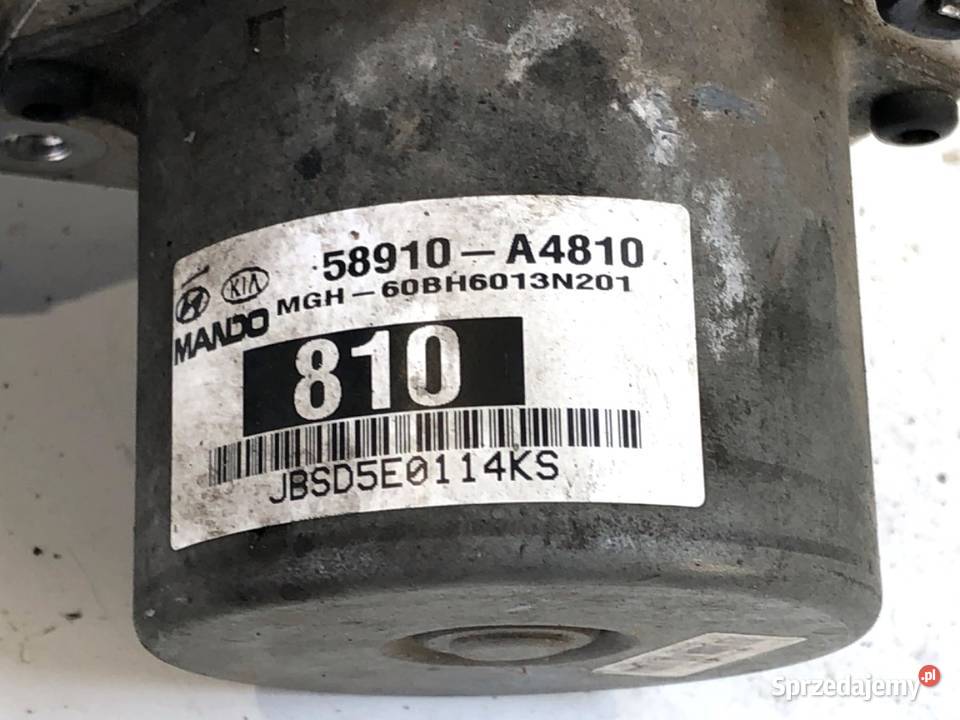 58910-A4810
KIA
MGH-60BH6013N201
MANDO
810
JBSD5E0114KS
Sprzedajemy.pl